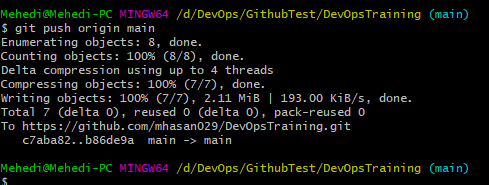 Mehedi@Mehedi-PC MINGW64 /d/DevOps/GithubTest/DevOpsTraining (main)
$ git push origin main
Enumerating objects: 8, done.
Counting objects: 100% (8/8), done.
Delta compression using up to 4 threads
Compressing objects: 100% (7/7), done.
Writing objects: 100% (7/7), 2.11 MiB | 193.00 KiB/s, done.
Total 7 (delta 0), reused 0 (delta 0), pack-reused 0
To https://github.com/mhasan029/DevOpsTraining.git
   c7aba82..b86de9a  main -> main
Mehedi@Mehedi-PC MINGW64 /d/DevOps/GithubTest/DevOpsTraining (main)
$